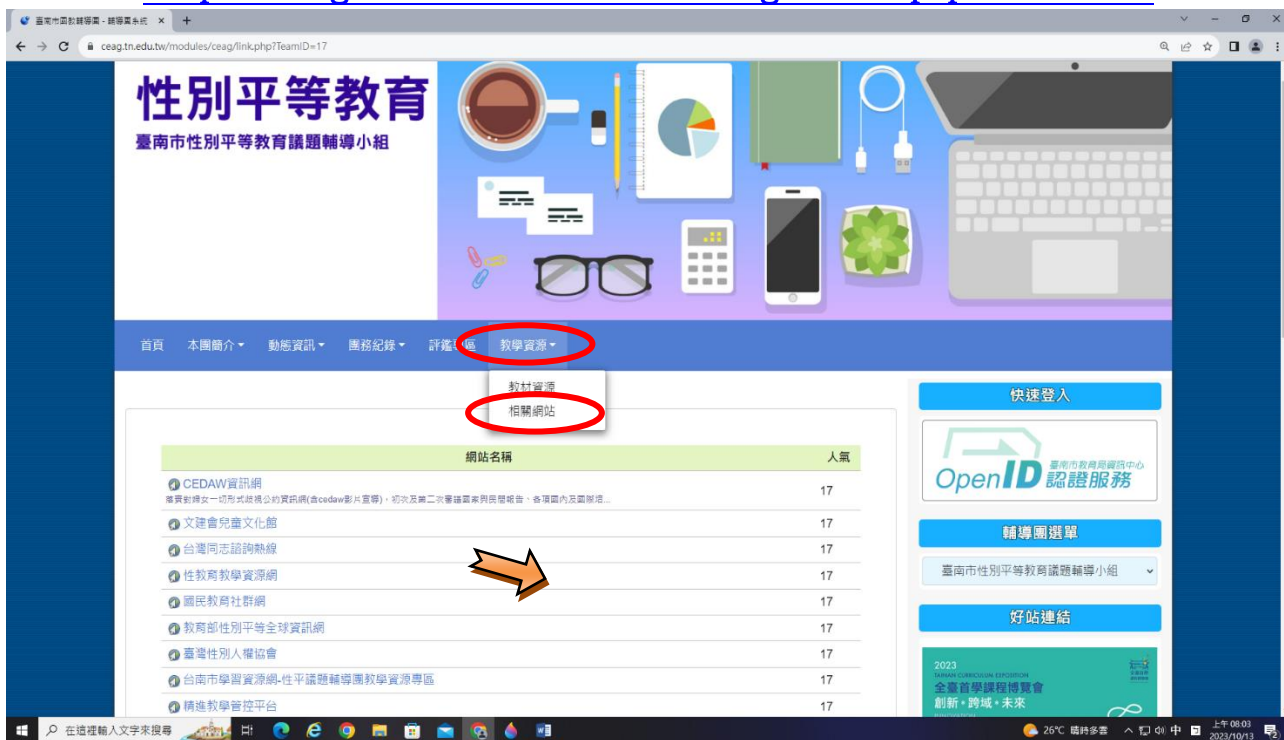 臺南市國教輔導團 - 輔導團系統
ceag.tn.edu.tw/modules/ceag/link.php?TeamID=17
性別平等教育
臺南市性別平等教育議題輔導小組
首頁 本團簡介 動態資訊 團務紀錄 評鑑專區 教學資源
教材資源
相關網站
網站名稱 人氣
CEDAW資訊網 17
文建會兒童文化館 17
台灣同志諮詢熱線 17
性教育教學資源網 17
國民教育社群網 17
教育部性別平等全球資訊網 17
臺灣性別人權協會 17
台南市學習資源網-性平議題輔導團教學資源專區 17
精進教學管控平台 17
快速登入
OpenID 臺南市教育局資訊中心
認證服務
輔導團選單
臺南市性別平等教育議題輔導小組
好站連結
2023
全臺首學課程博覽會
創新・跨域・未來
在這裡輸入文字來搜尋
26°C 晴時多雲 中 上午 08:03
2023/10/13